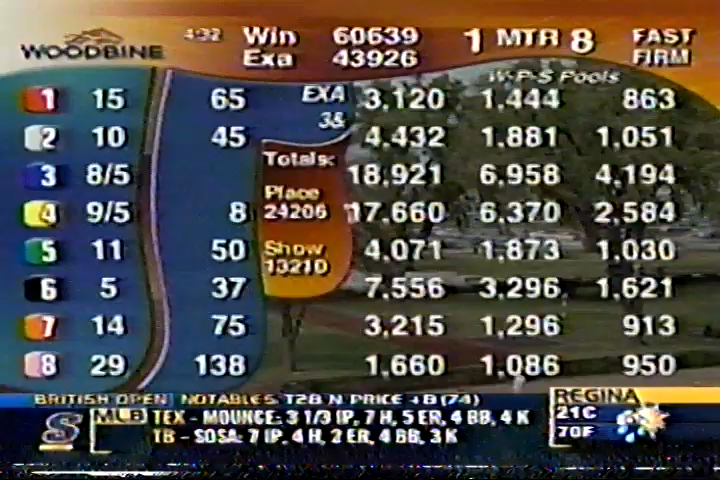 WOODBINE 4:32 Win 60639 1 MTR 8 FAST
Exa 43926 FIRM
W-P-S Pools
1 15 65 EXA 3,120 1,444 863
2 10 45 38 4,432 1,881 1,051
Totals:
3 8/5 18,921 6,958 4,194
Place
4 9/5 8 24206 17,660 6,370 2,584
5 11 50 Show 4,071 1,873 1,030
13210
6 5 37 7,556 3,296 1,621
7 14 75 3,215 1,296 913
8 29 138 1,660 1,086 950
BRITISH OPEN NOTABLES T28 N PRICE +8 (74) REGINA
S MLB TEX - MOUNCE: 3 1/3 IP, 7 H, 5 ER, 4 BB, 4 K 21C
TB - SOSA: 7 IP, 4 H, 2 ER, 4 BB, 3 K 70F